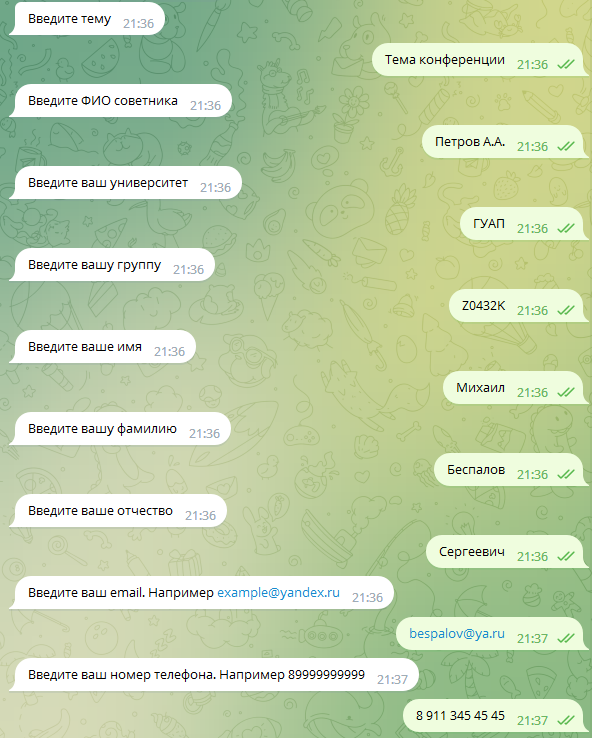 Введите тему 21:36
Тема конференции 21:36
Введите ФИО советника 21:36
Петров А.А. 21:36
Введите ваш университет 21:36
ГУАП 21:36
Введите вашу группу 21:36
Z0432K 21:36
Введите ваше имя 21:36
Михаил 21:36
Введите вашу фамилию 21:36
Беспалов 21:36
Введите ваше отчество 21:36
Сергеевич 21:36
Введите ваш email. Например example@yandex.ru 21:36
bespalov@ya.ru 21:37
Введите ваш номер телефона. Например 89999999999 21:37
8 911 345 45 45 21:37